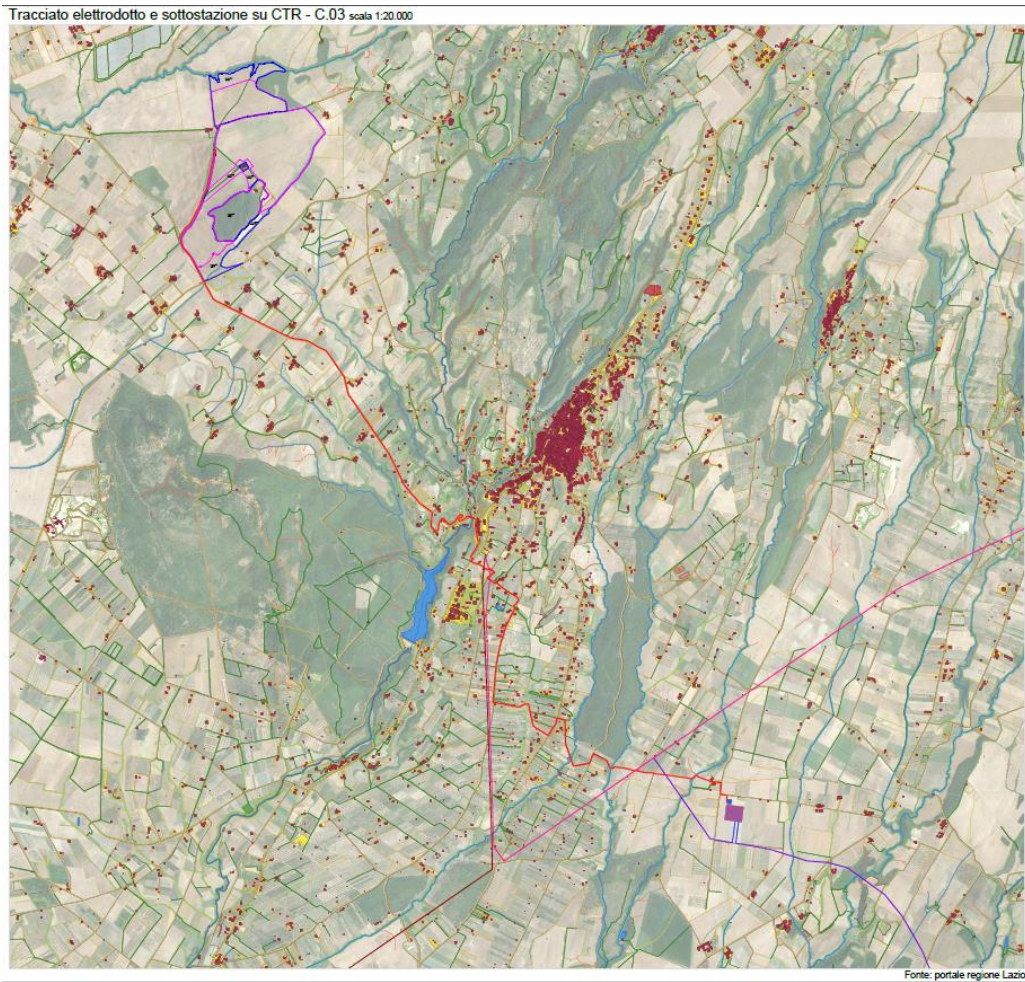 Tracciato elettrodotto e sottostazione su CTR - C.03 scala 1:20.000
Fonte: portale regione Lazio